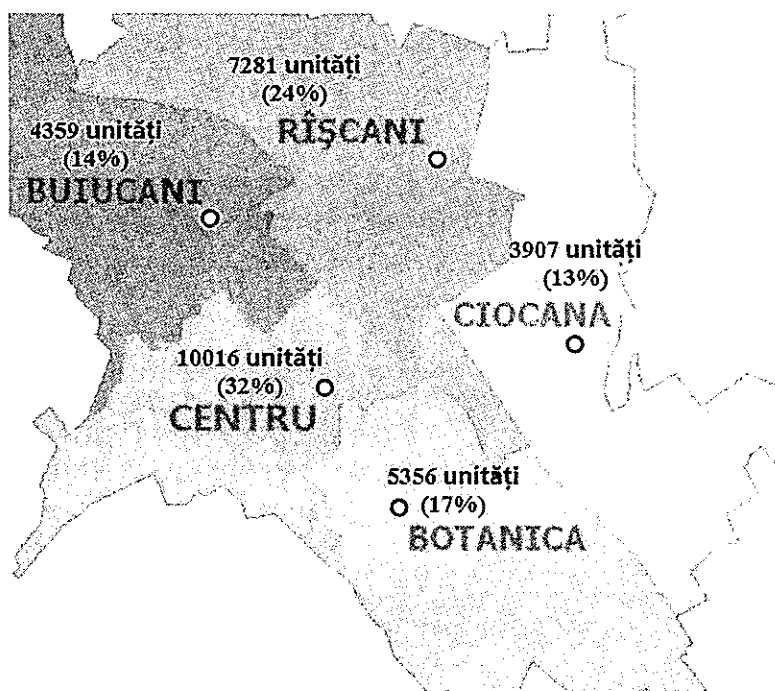 7281 unități
(24%)
RÎȘCANI
4359 unități
(14%)
BUIUCANI
3907 unități
(13%)
CIOCANA
10016 unități
(32%)
CENTRU
5356 unități
(17%)
BOTANICA